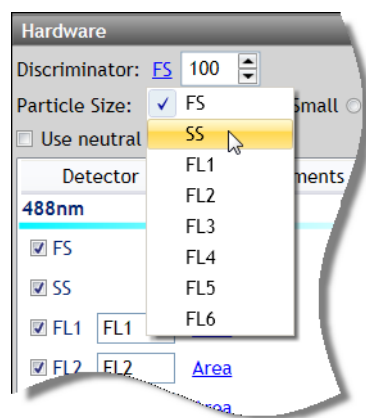 Hardware
Discriminator: FS 100
Particle Size: Small
Use neutral
FS
SS
FL1
FL2
FL3
FL4
FL5
FL6
Detector
488nm
FS
SS
FL1 FL1
FL2 FL2 Area